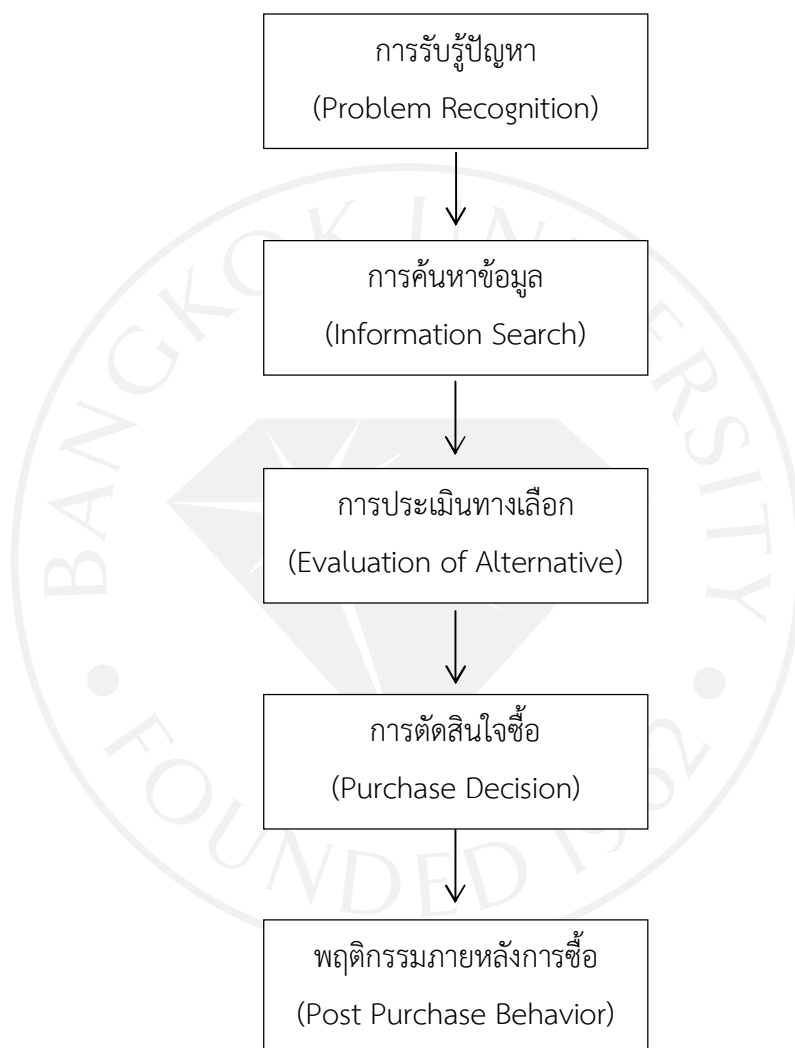 การรับรู้ปัญหา
(Problem Recognition)
การค้นหาข้อมูล
(Information Search)
การประเมินทางเลือก
(Evaluation of Alternative)
การตัดสินใจซื้อ
(Purchase Decision)
พฤติกรรมภายหลังการซื้อ
(Post Purchase Behavior)
BANGKOK UNIVERSITY
FOUNDED 1962